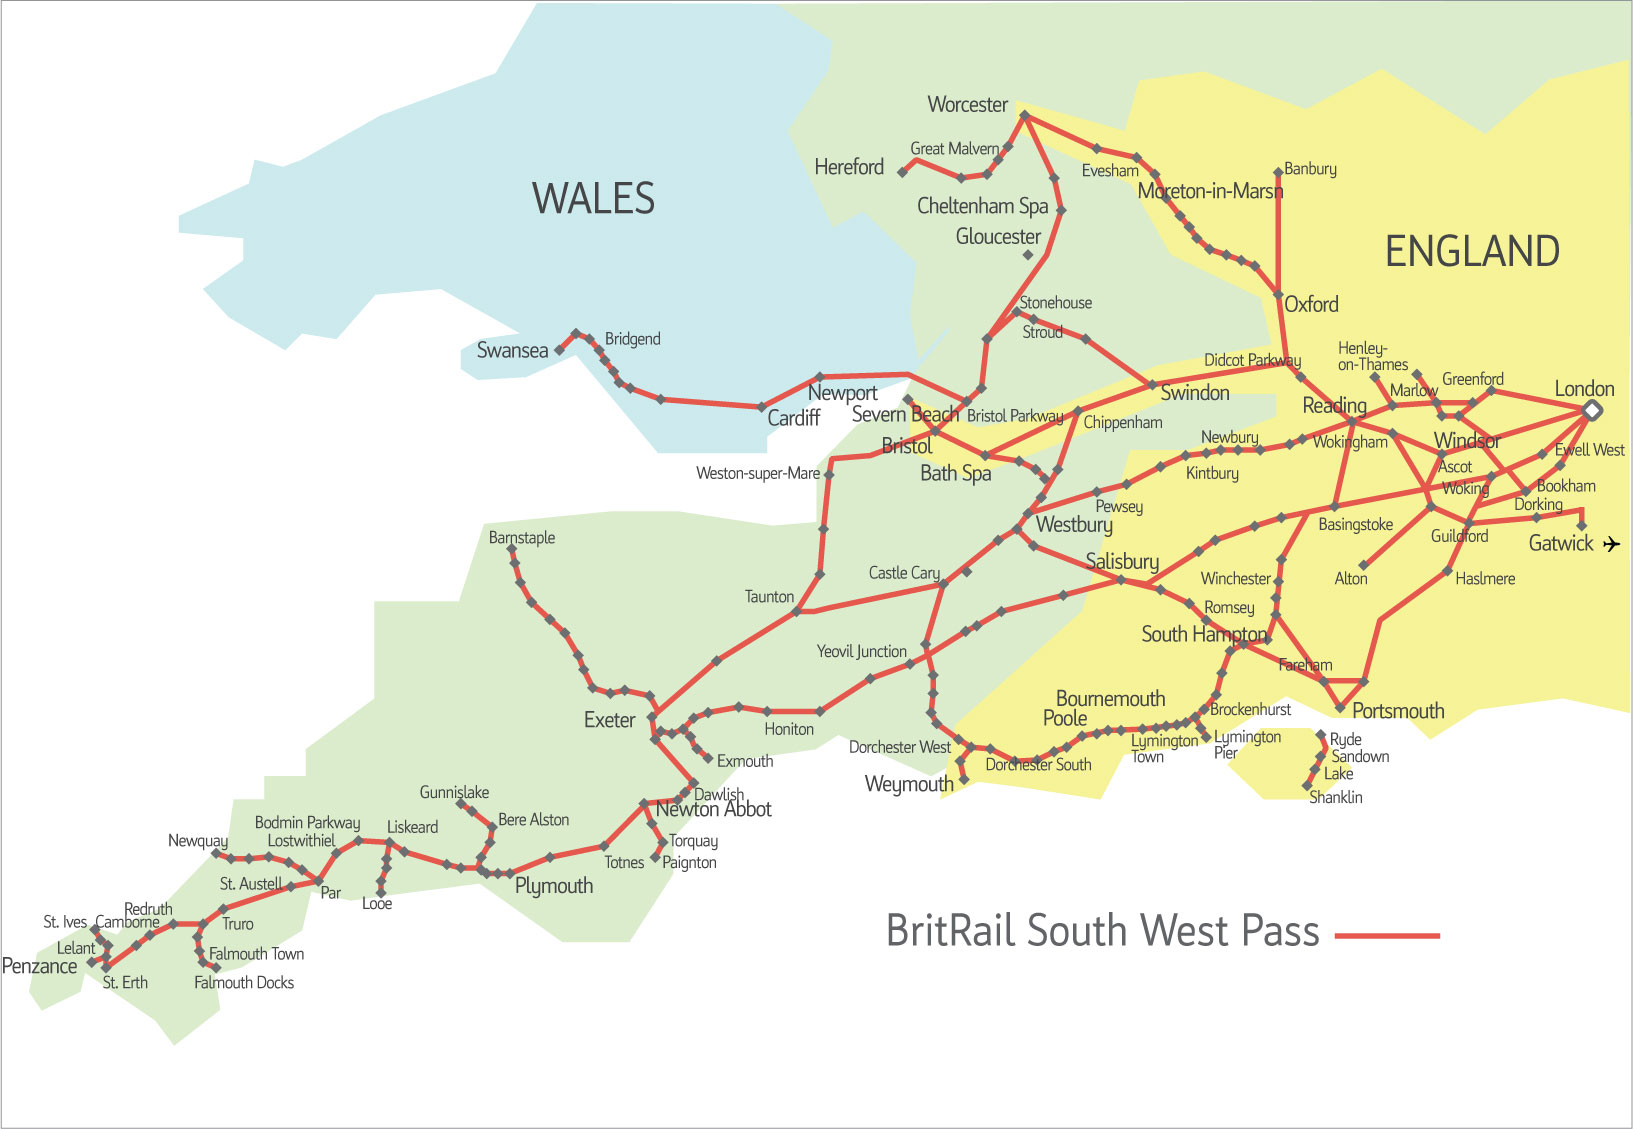 Worcester
Great Malvern
Hereford
Evesham
Banbury
WALES
Moreton-in-Marsn
Cheltenham Spa
Gloucester
ENGLAND
Stonehouse
Oxford
Stroud
Bridgend
Swansea
Didcot Parkway
Henley-
on-Thames
Greenford
Marlow
London
Newport
Swindon
Cardiff
Severn Beach
Bristol Parkway
Chippenham
Reading
Newbury
Wokingham
Windsor
Bristol
Ewell West
Weston-super-Mare
Bath Spa
Kintbury
Ascot
Woking
Bookham
Pewsey
Dorking
Westbury
Basingstoke
Barnstaple
Guildford
Gatwick
Salisbury
Castle Cary
Winchester
Alton
Haslmere
Taunton
Romsey
South Hampton
Yeovil Junction
Fareham
Bournemouth
Poole
Brockenhurst
Portsmouth
Exeter
Honiton
Dorchester West
Lymington
Town
Lymington
Pier
Ryde
Exmouth
Dorchester South
Sandown
Lake
Weymouth
Shanklin
Gunnislake
Dawlish
Newton Abbot
Bere Alston
Bodmin Parkway
Liskeard
Newquay
Lostwithiel
Torquay
Totnes
Paignton
St. Austell
Par
Plymouth
Looe
Redruth
St. Ives
Camborne
Truro
BritRail South West Pass
Lelant
Falmouth Town
Penzance
St. Erth
Falmouth Docks